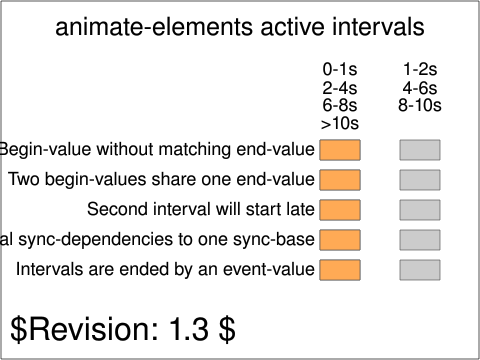 animate-elements active intervals
0-1s 1-2s
2-4s 4-6s
6-8s 8-10s
>10s
Begin-value without matching end-value
Two begin-values share one end-value
Second interval will start late
sync-dependencies to one sync-base
Intervals are ended by an event-value
$Revision: 1.3 $